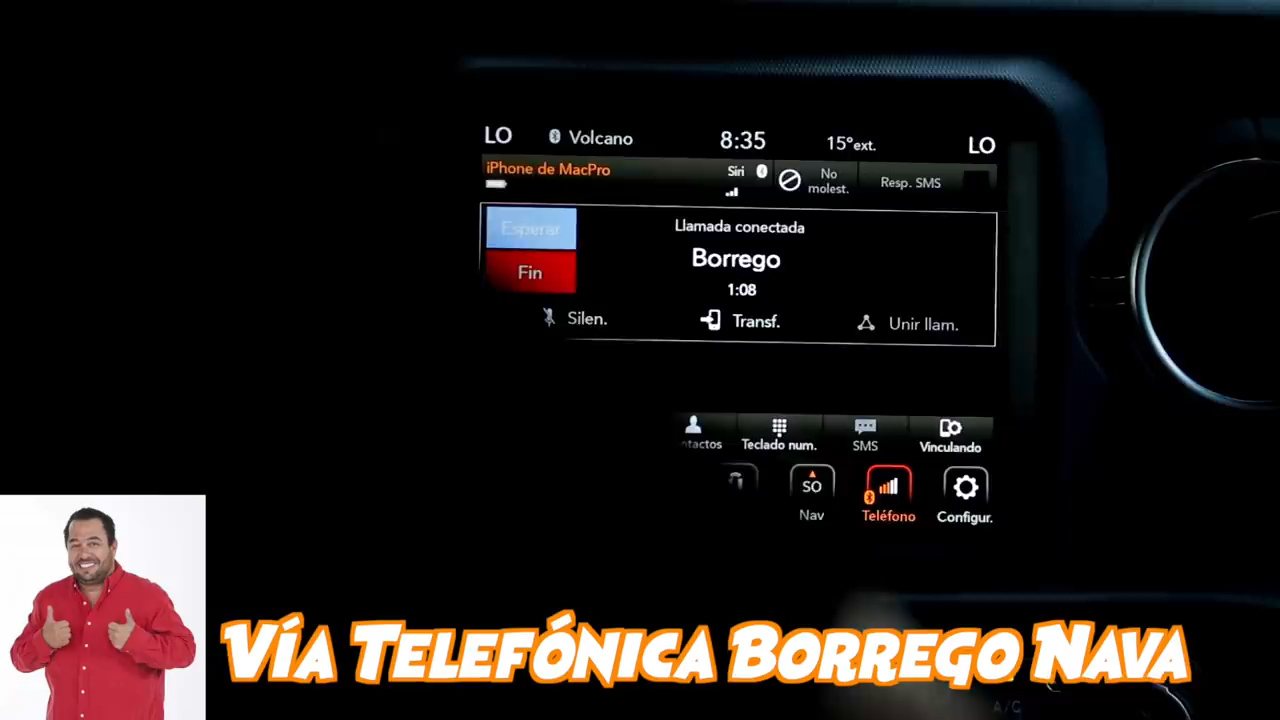 LO Volcano 8:35 15°ext. LO
iPhone de MacPro Siri No molest. Resp. SMS
Esperar
Llamada conectada
Borrego
Fin
1:08
Silen. Transf. Unir llam.
ntactos Teclado num. SMS Vinculando
SO
Nav Teléfono Configur.
Vía Telefónica Borrego Nava
A/C